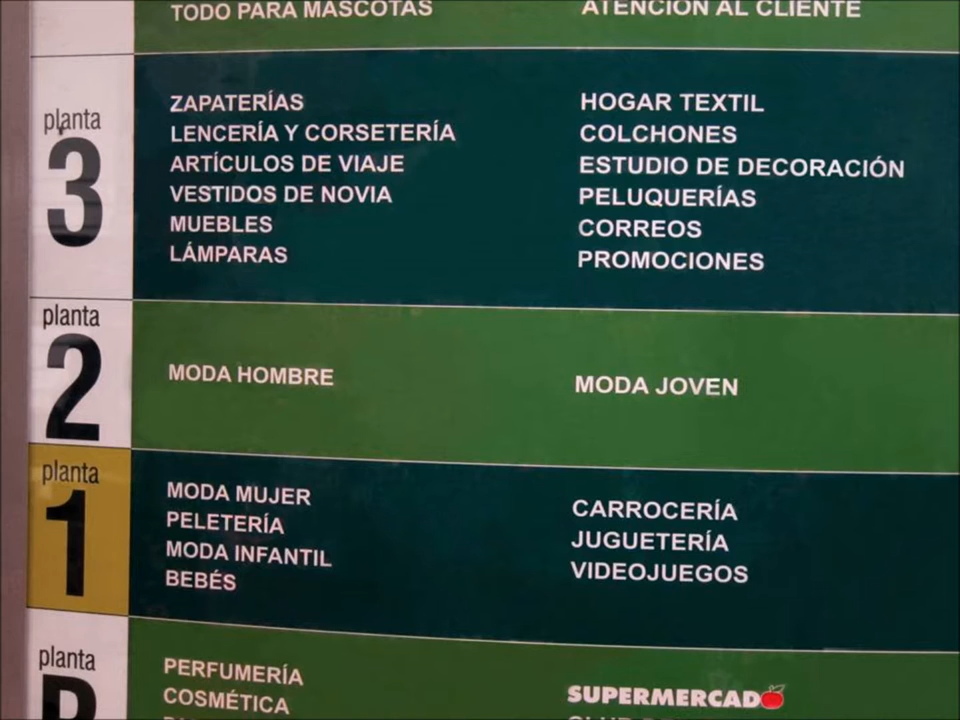 TODO PARA MASCOTAS
ATENCIÓN AL CLIENTE
planta
3
ZAPATERÍAS
LENCERÍA Y CORSETERÍA
ARTÍCULOS DE VIAJE
VESTIDOS DE NOVIA
MUEBLES
LÁMPARAS
HOGAR TEXTIL
COLCHONES
ESTUDIO DE DECORACIÓN
PELUQUERÍAS
CORREOS
PROMOCIONES
planta
2
MODA HOMBRE
MODA JOVEN
planta
1
MODA MUJER
PELETERÍA
MODA INFANTIL
BEBÉS
CARROCERÍA
JUGUETERÍA
VIDEOJUEGOS
planta
PERFUMERÍA
COSMÉTICA
SUPERMERCADO